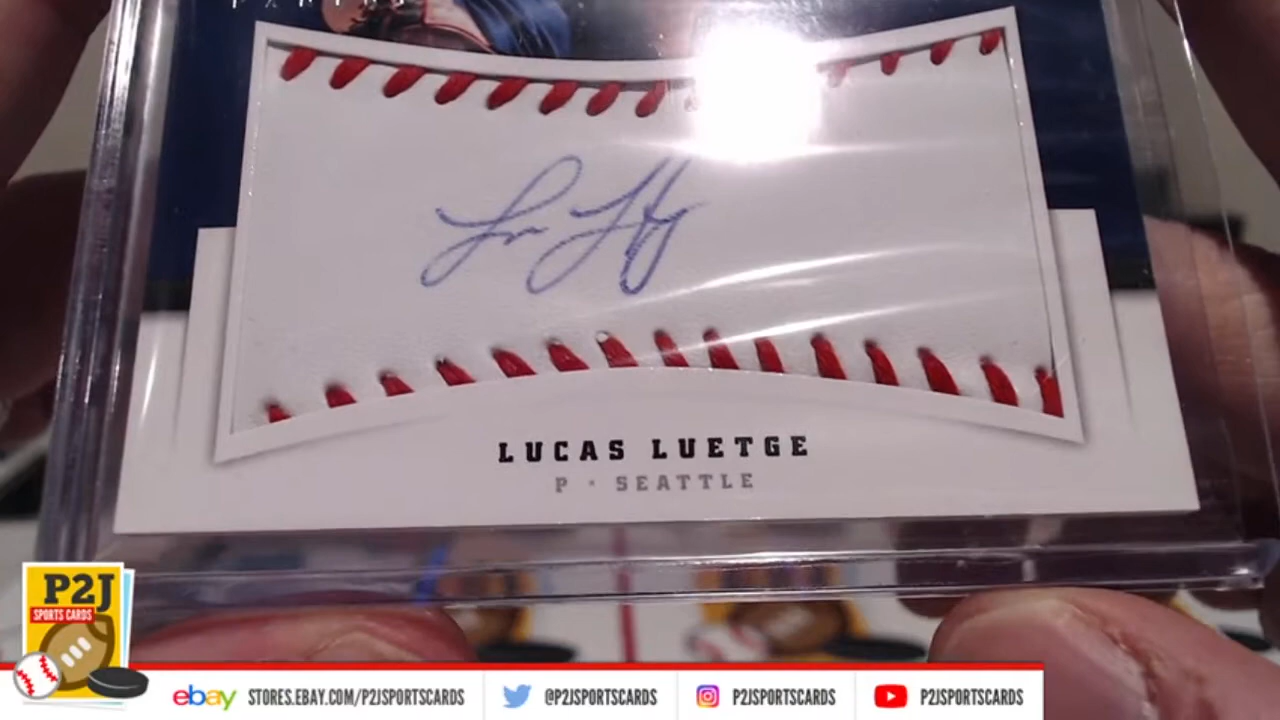 LUCAS LUETGE
P · SEATTLE
P2J
SPORTS CARDS
ebay STORES.EBAY.COM/P2JSPORTSCARDS @P2JSPORTSCARDS P2JSPORTSCARDS P2JSPORTSCARDS